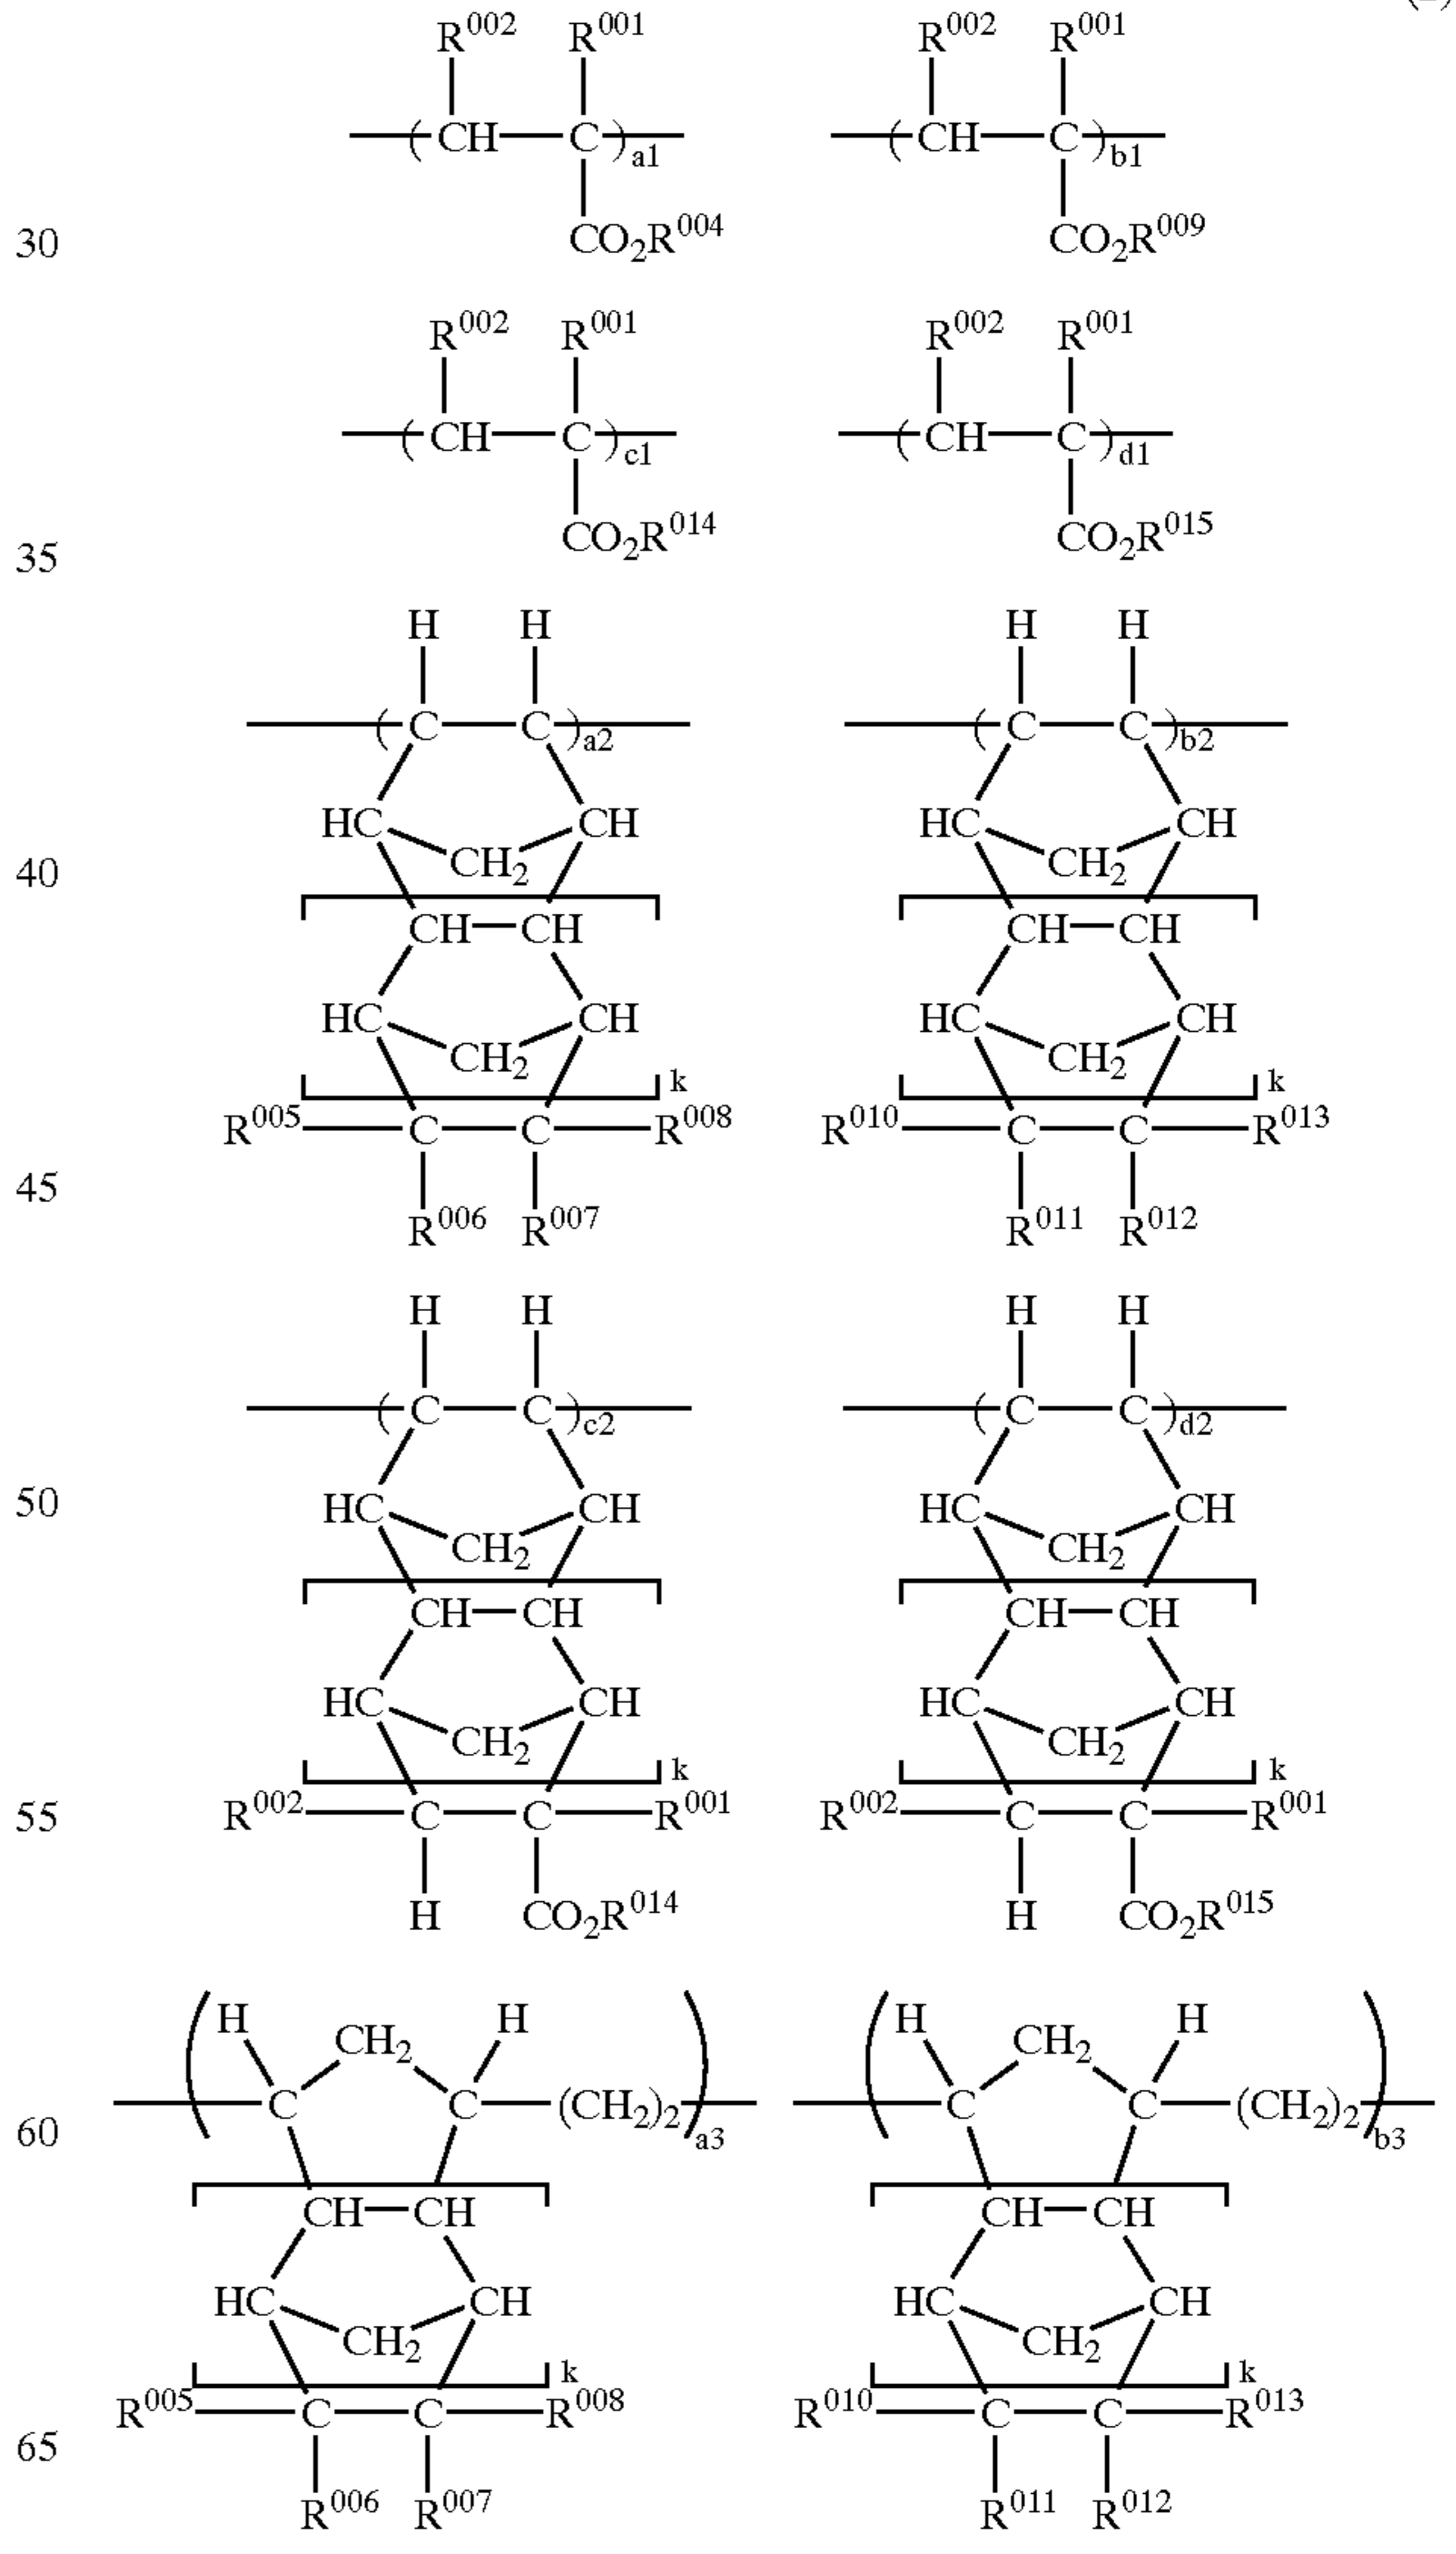 R002 R001 R002 R001
CH C a1 CH C b1
30 CO2R004 CO2R009
R002 R001 R002 R001
CH C c1 CH C d1
35 CO2R014 CO2R015
H H H H
C C a2 C C b2
HC CH HC CH
40 CH2 CH2
CH CH CH CH
HC CH HC CH
CH2 CH2
k k
R005 C C R008 R010 C C R013
45
R006 R007 R011 R012
H H H H
C C c2 C C d2
50 HC CH HC CH
CH2 CH2
CH CH CH CH
HC CH HC CH
CH2 CH2
k k
55 R002 C C R001 R002 C C R001
H CO2R014 H CO2R015
H CH2 H H CH2 H
C C (CH2)2 C C (CH2)2
60 a3 b3
CH CH CH CH
HC CH HC CH
CH2 CH2
k k
R005 C C R008 R010 C C R013
65
R006 R007 R011 R012